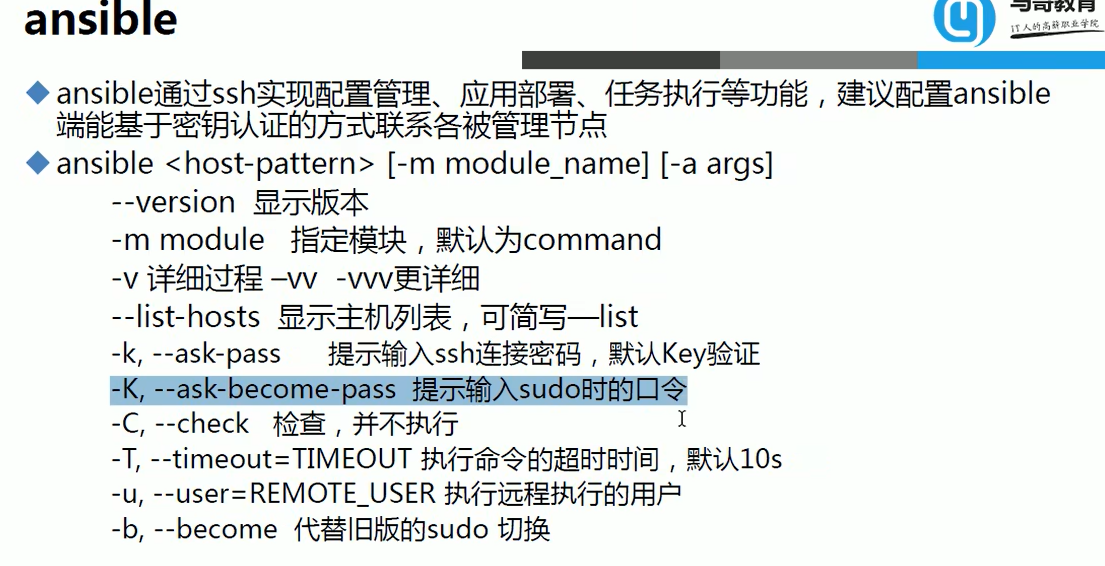 ansible
马哥教育
IT人的高薪职业学院
ansible通过ssh实现配置管理、应用部署、任务执行等功能，建议配置ansible
端能基于密钥认证的方式联系各被管理节点
ansible <host-pattern> [-m module_name] [-a args]
--version 显示版本
-m module 指定模块，默认为command
-v 详细过程 –vv -vvv更详细
--list-hosts 显示主机列表，可简写—list
-k, --ask-pass 提示输入ssh连接密码，默认Key验证
-K, --ask-become-pass 提示输入sudo时的口令
-C, --check 检查，并不执行
-T, --timeout=TIMEOUT 执行命令的超时时间，默认10s
-u, --user=REMOTE_USER 执行远程执行的用户
-b, --become 代替旧版的sudo 切换